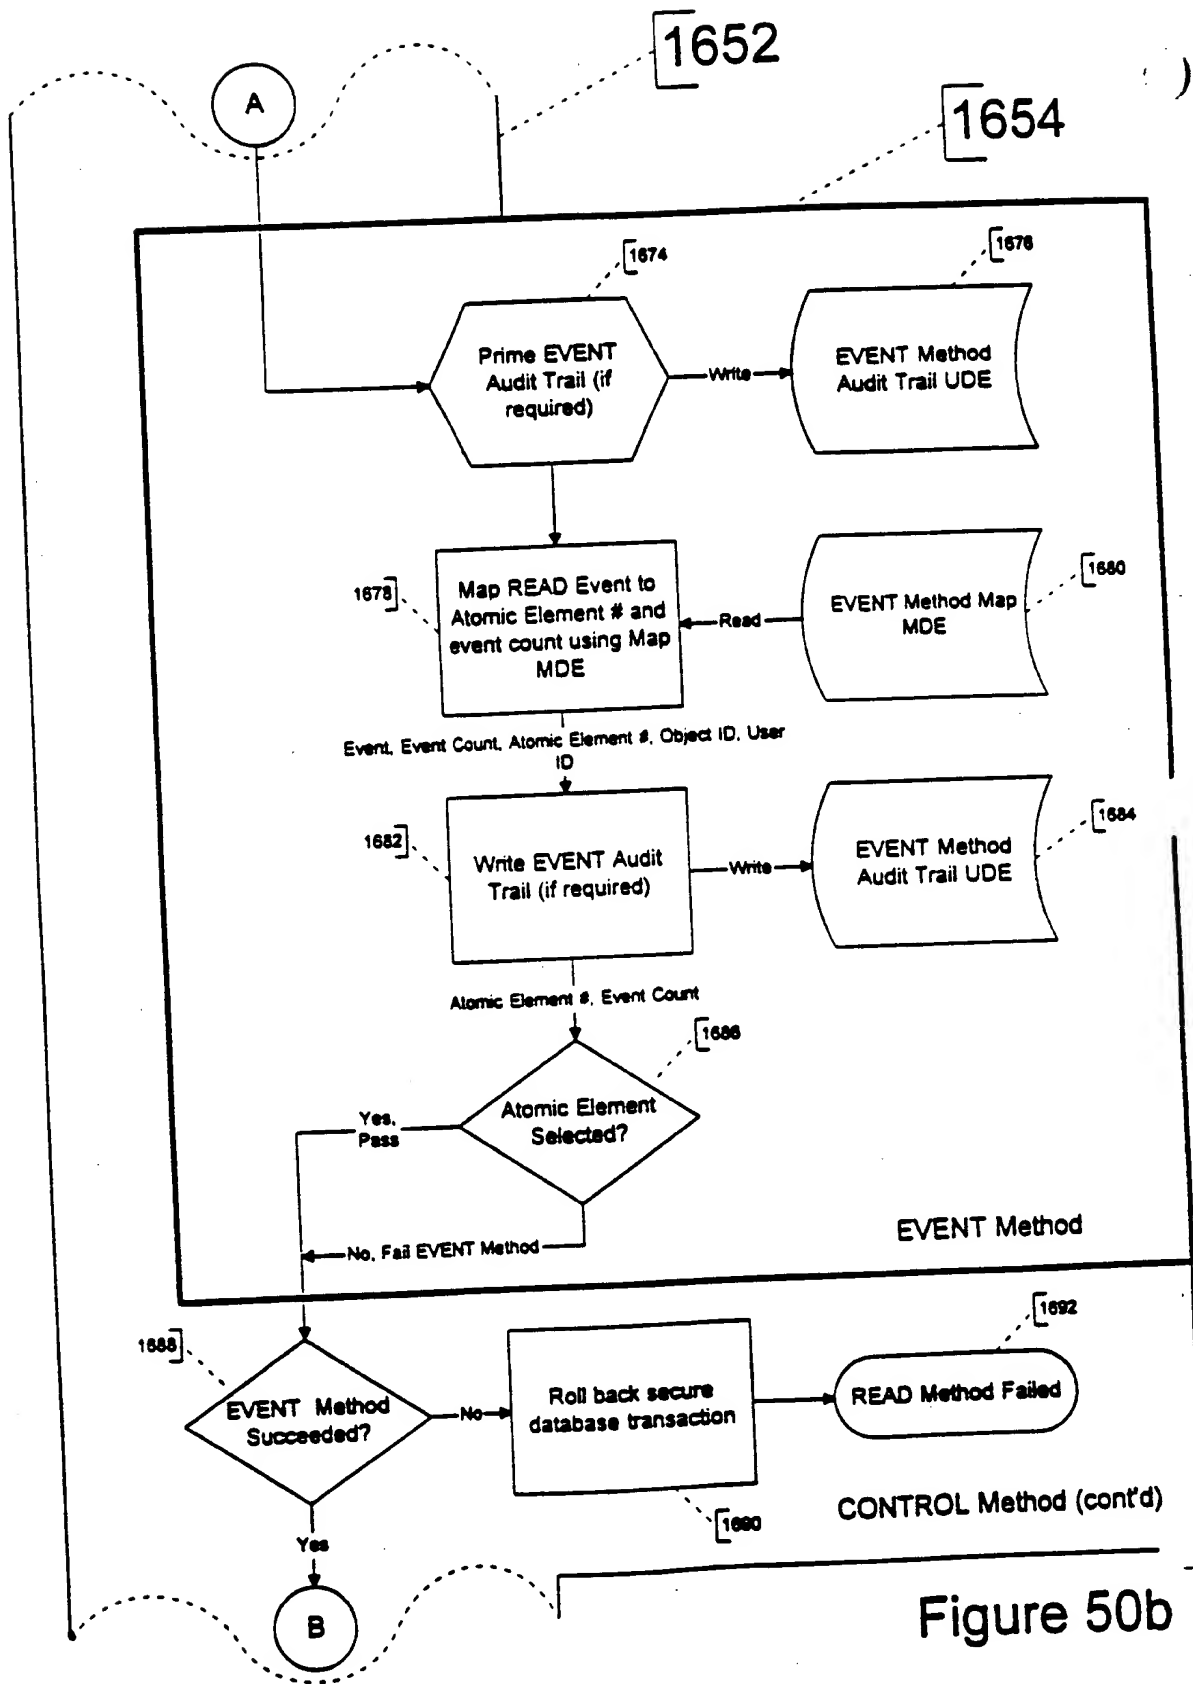 1652
A
1654
1674
1676
Prime EVENT
Audit Trail (if
required)
Write
EVENT Method
Audit Trail UDE
1678
Map READ Event to
Atomic Element # and
event count using Map
MDE
Read
EVENT Method Map
MDE
1680
Event, Event Count, Atomic Element #, Object ID, User
ID
1682
Write EVENT Audit
Trail (if required)
Write
EVENT Method
Audit Trail UDE
1684
Atomic Element #, Event Count
1686
Atomic Element
Selected?
Yes,
Pass
No, Fail EVENT Method
EVENT Method
1688
EVENT Method
Succeeded?
No
Roll back secure
database transaction
1690
1692
READ Method Failed
CONTROL Method (cont'd)
Yes
B
Figure 50b